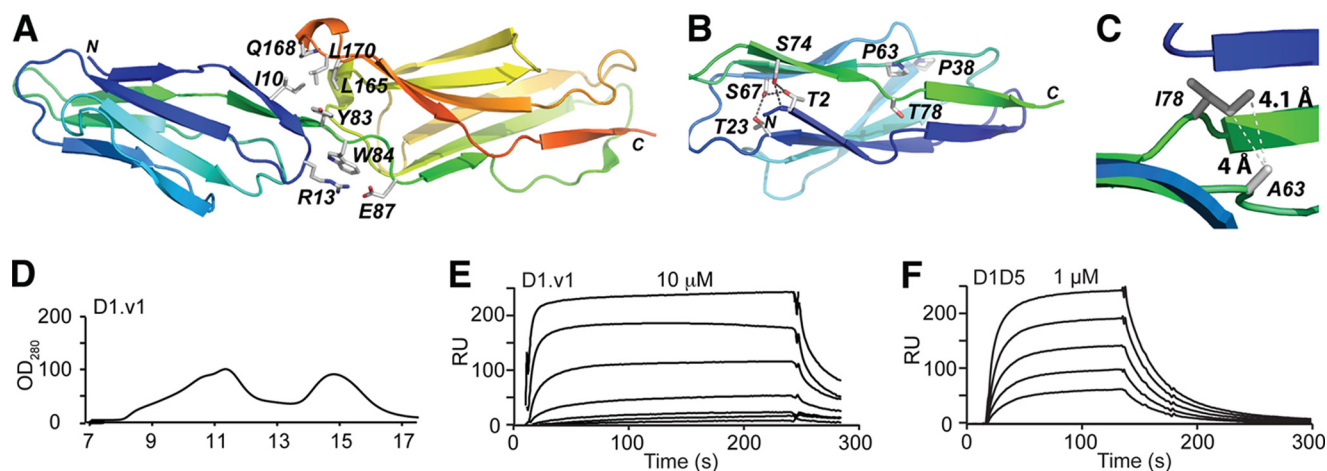 A
N
Q168
L170
I10
L165
Y83
W84
R13
E87
C
B
S74
P63
P38
S67
T2
T23
N
T78
C
C
I78
4.1 Å
4 Å
A63
D
D1.v1
200
100
0
OD280
7 9 11 13 15 17
E
D1.v1 10 μM
200
100
0
RU
0 100 200 300
Time (s)
F
D1D5 1 μM
200
100
0
RU
0 100 200 300
Time (s)